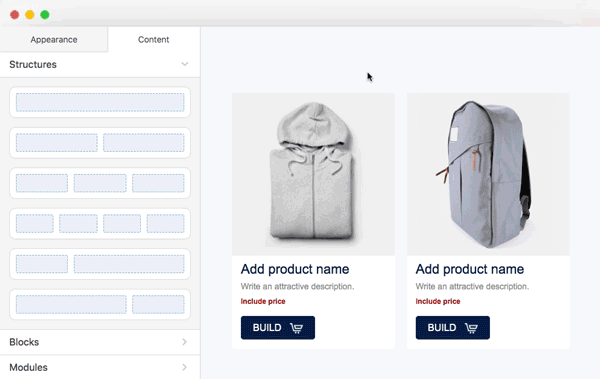 Appearance
Content
Structures
Blocks
Modules
Add product name
Write an attractive description.
Include price
BUILD
Add product name
Write an attractive description.
Include price
BUILD